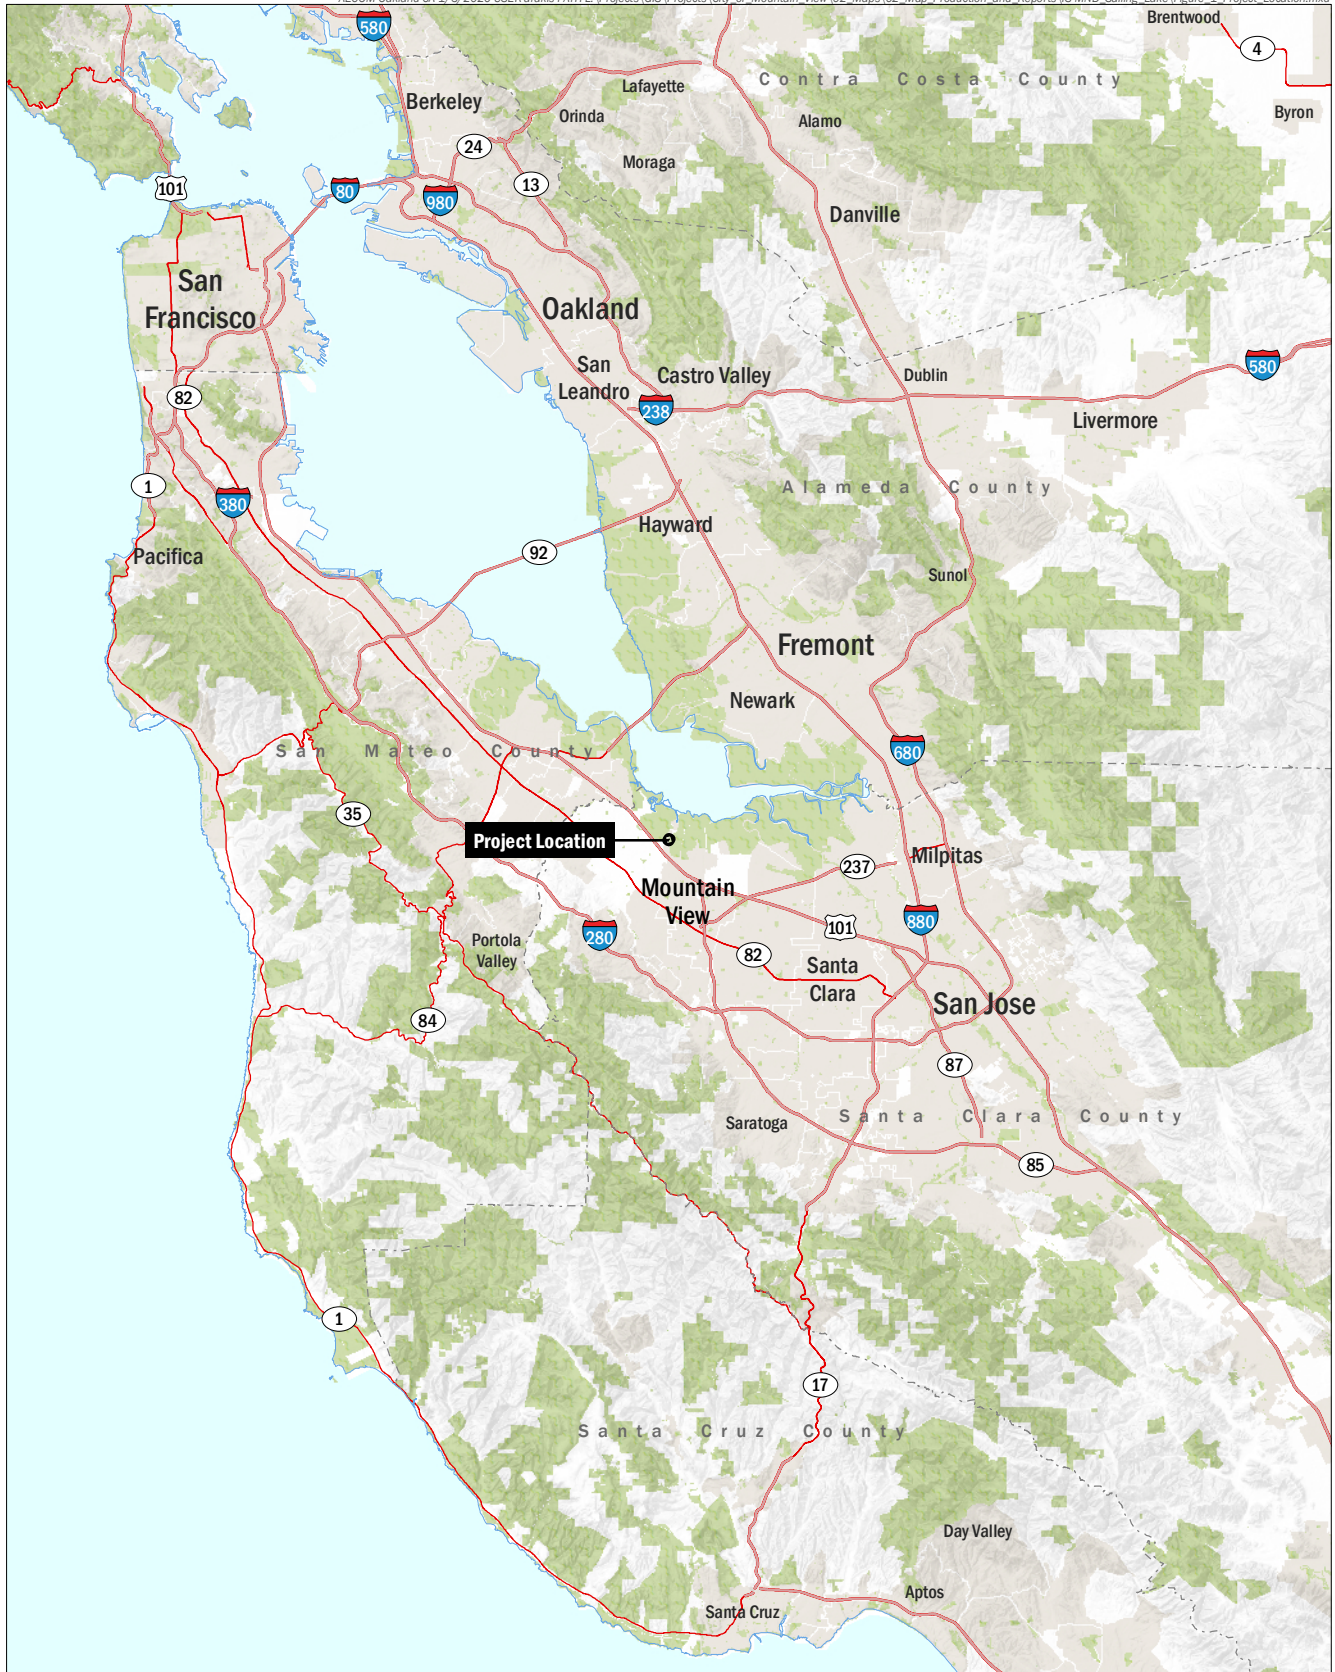 Brentwood
580
4
Contra Costa County
Lafayette
Berkeley
Orinda
Byron
Alamo
24
Moraga
13
101
80
980
Danville
San
Francisco
Oakland
San
Leandro
Castro Valley
Dublin
580
82
238
Livermore
1
380
Alameda County
Hayward
92
Pacifica
Sunol
Fremont
Newark
San Mateo County
680
35
Project Location
237
Milpitas
Mountain
View
101
880
280
Portola
Valley
82
Santa
Clara
San Jose
84
87
Saratoga
Santa Clara County
85
1
17
Santa Cruz County
Day Valley
Aptos
Santa Cruz